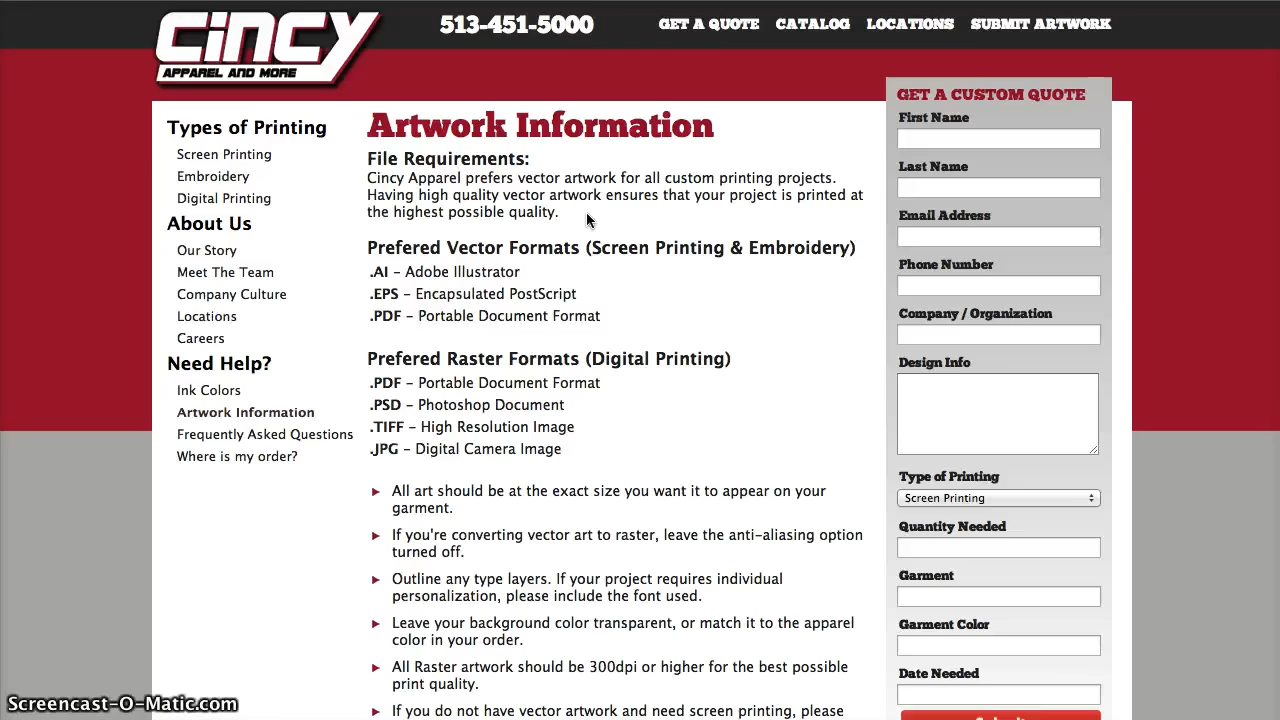 CINCY
APPAREL AND MORE
513-451-5000
GET A QUOTE CATALOG LOCATIONS SUBMIT ARTWORK
Types of Printing
Screen Printing
Embroidery
Digital Printing
About Us
Our Story
Meet The Team
Company Culture
Locations
Careers
Need Help?
Ink Colors
Artwork Information
Frequently Asked Questions
Where is my order?
Artwork Information
File Requirements:
Cincy Apparel prefers vector artwork for all custom printing projects.
Having high quality vector artwork ensures that your project is printed at
the highest possible quality.
Prefered Vector Formats (Screen Printing & Embroidery)
.AI – Adobe Illustrator
.EPS – Encapsulated PostScript
.PDF – Portable Document Format
Prefered Raster Formats (Digital Printing)
.PDF – Portable Document Format
.PSD – Photoshop Document
.TIFF – High Resolution Image
.JPG – Digital Camera Image
All art should be at the exact size you want it to appear on your
garment.
If you're converting vector art to raster, leave the anti-aliasing option
turned off.
Outline any type layers. If your project requires individual
personalization, please include the font used.
Leave your background color transparent, or match it to the apparel
color in your order.
All Raster artwork should be 300dpi or higher for the best possible
print quality.
If you do not have vector artwork and need screen printing, please
GET A CUSTOM QUOTE
First Name
Last Name
Email Address
Phone Number
Company / Organization
Design Info
Type of Printing
Screen Printing
Quantity Needed
Garment
Garment Color
Date Needed
Screencast-O-Matic.com